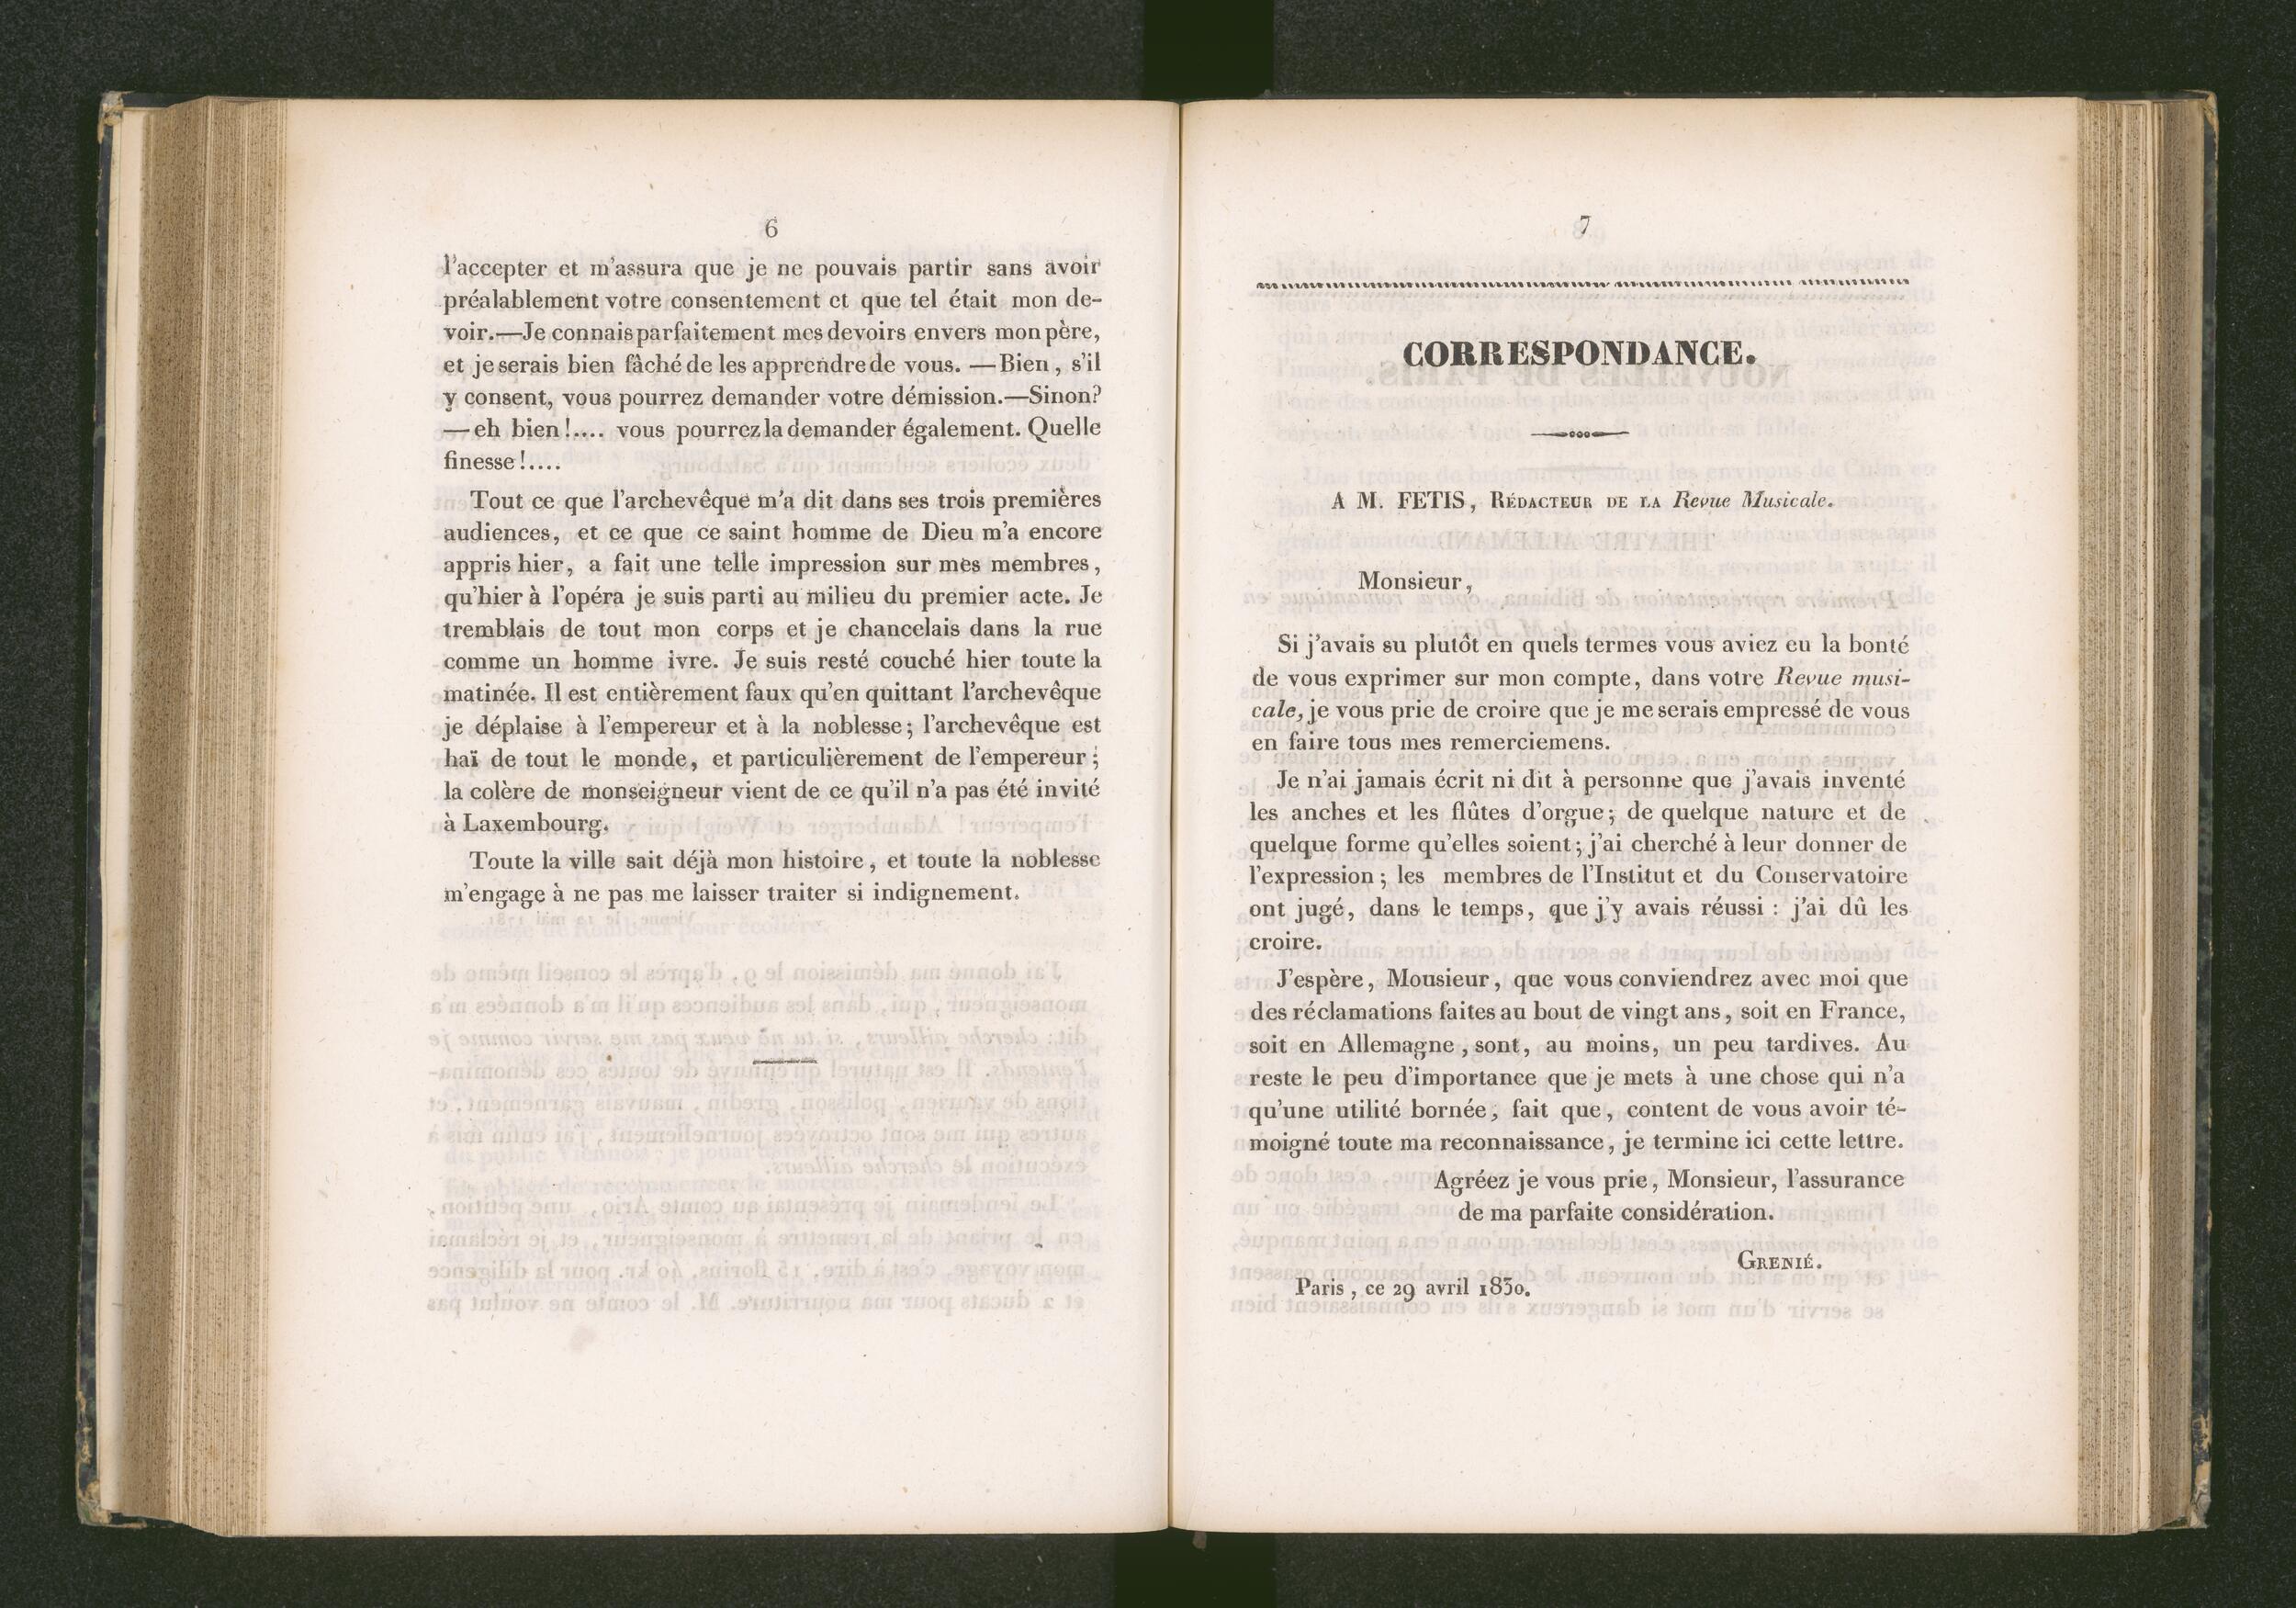 6
l'accepter et m'assura que je ne pouvais partir sans avoir
préalablement votre consentement et que tel était mon de-
voir.—Je connais parfaitement mes devoirs envers mon père,
et je serais bien fâché de les apprendre de vous. — Bien, s'il
y consent, vous pourrez demander votre démission.—Sinon?
— eh bien!.... vous pourrez la demander également. Quelle
finesse!....
Tout ce que l'archevêque m'a dit dans ses trois premières
audiences, et ce que ce saint homme de Dieu m'a encore
appris hier, a fait une telle impression sur mes membres,
qu'hier à l'opéra je suis parti au milieu du premier acte. Je
tremblais de tout mon corps et je chancelais dans la rue
comme un homme ivre. Je suis resté couché hier toute la
matinée. Il est entièrement faux qu'en quittant l'archevêque
je déplaise à l'empereur et à la noblesse; l'archevêque est
haï de tout le monde, et particulièrement de l'empereur;
la colère de monseigneur vient de ce qu'il n'a pas été invité
à Laxembourg.
Toute la ville sait déjà mon histoire, et toute la noblesse
m'engage à ne pas me laisser traiter si indignement.
7
CORRESPONDANCE.
A M. FETIS, RÉDACTEUR DE LA Revue Musicale.
Monsieur,
Si j'avais su plutôt en quels termes vous aviez eu la bonté
de vous exprimer sur mon compte, dans votre Revue musi-
cale, je vous prie de croire que je me serais empressé de vous
en faire tous mes remerciemens.
Je n'ai jamais écrit ni dit à personne que j'avais inventé
les anches et les flûtes d'orgue; de quelque nature et de
quelque forme qu'elles soient; j'ai cherché à leur donner de
l'expression; les membres de l'Institut et du Conservatoire
ont jugé, dans le temps, que j'y avais réussi : j'ai dû les
croire.
J'espère, Monsieur, que vous conviendrez avec moi que
des réclamations faites au bout de vingt ans, soit en France,
soit en Allemagne, sont, au moins, un peu tardives. Au
reste le peu d'importance que je mets à une chose qui n'a
qu'une utilité bornée, fait que, content de vous avoir té-
moigné toute ma reconnaissance, je termine ici cette lettre.
Agréez je vous prie, Monsieur, l'assurance
de ma parfaite considération.
GRENIÉ.
Paris, ce 29 avril 1830.